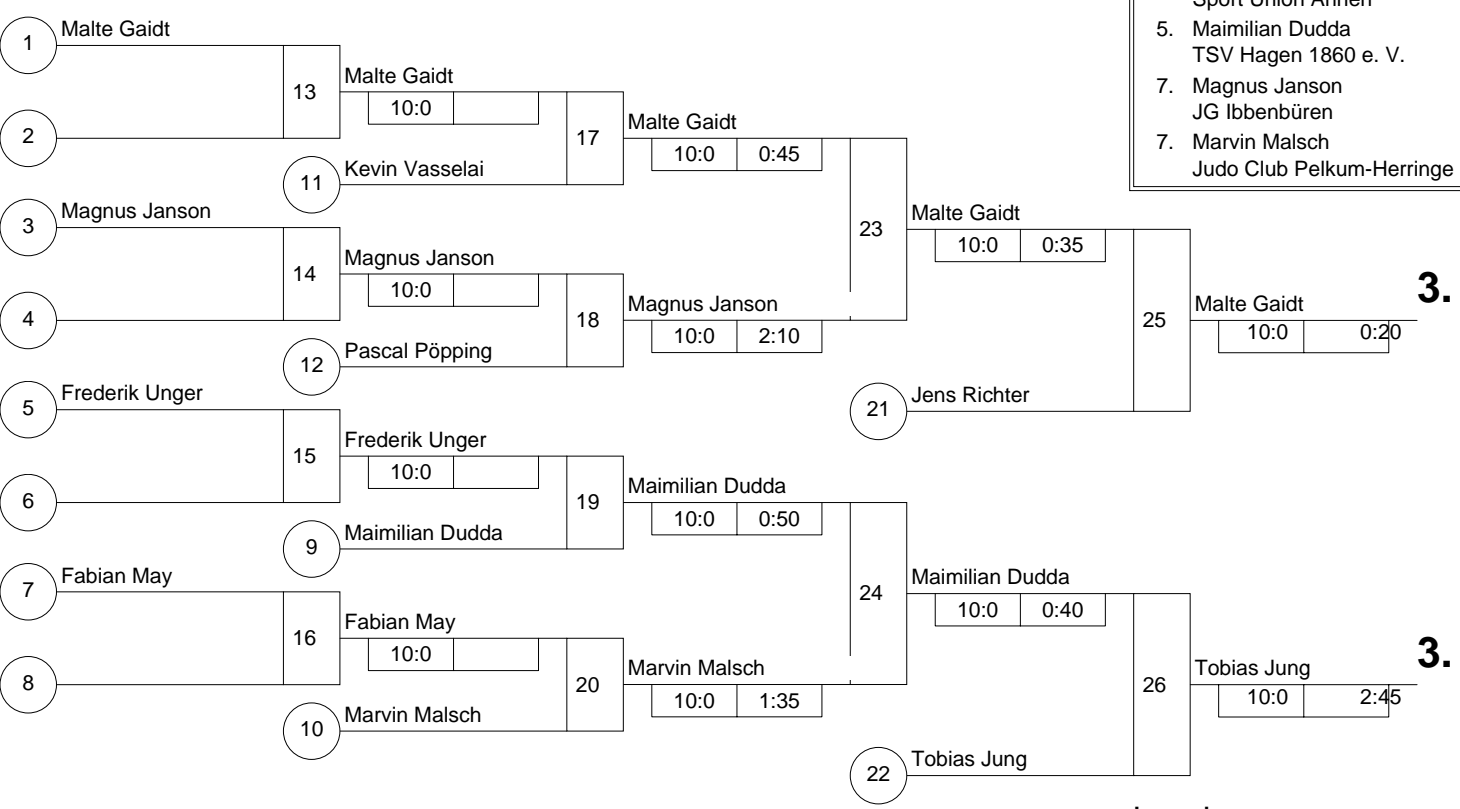 Sport Union Annen
5. Maimilian Dudda
TSV Hagen 1860 e. V.
7. Magnus Janson
JG Ibbenbüren
7. Marvin Malsch
Judo Club Pelkum-Herringe
1 Malte Gaidt
2
13
Malte Gaidt
10:0
11 Kevin Vasselai
17
Malte Gaidt
10:0 0:45
3 Magnus Janson
4
14
Magnus Janson
10:0
12 Pascal Pöpping
18
Magnus Janson
10:0 2:10
23
Malte Gaidt
10:0 0:35
21 Jens Richter
25
Malte Gaidt
10:0 0:20
3.
5 Frederik Unger
6
15
Frederik Unger
10:0
9 Maimilian Dudda
19
Maimilian Dudda
10:0 0:50
7 Fabian May
8
16
Fabian May
10:0
10 Marvin Malsch
20
Marvin Malsch
10:0 1:35
24
Maimilian Dudda
10:0 0:40
22 Tobias Jung
26
Tobias Jung
10:0 2:45
3.